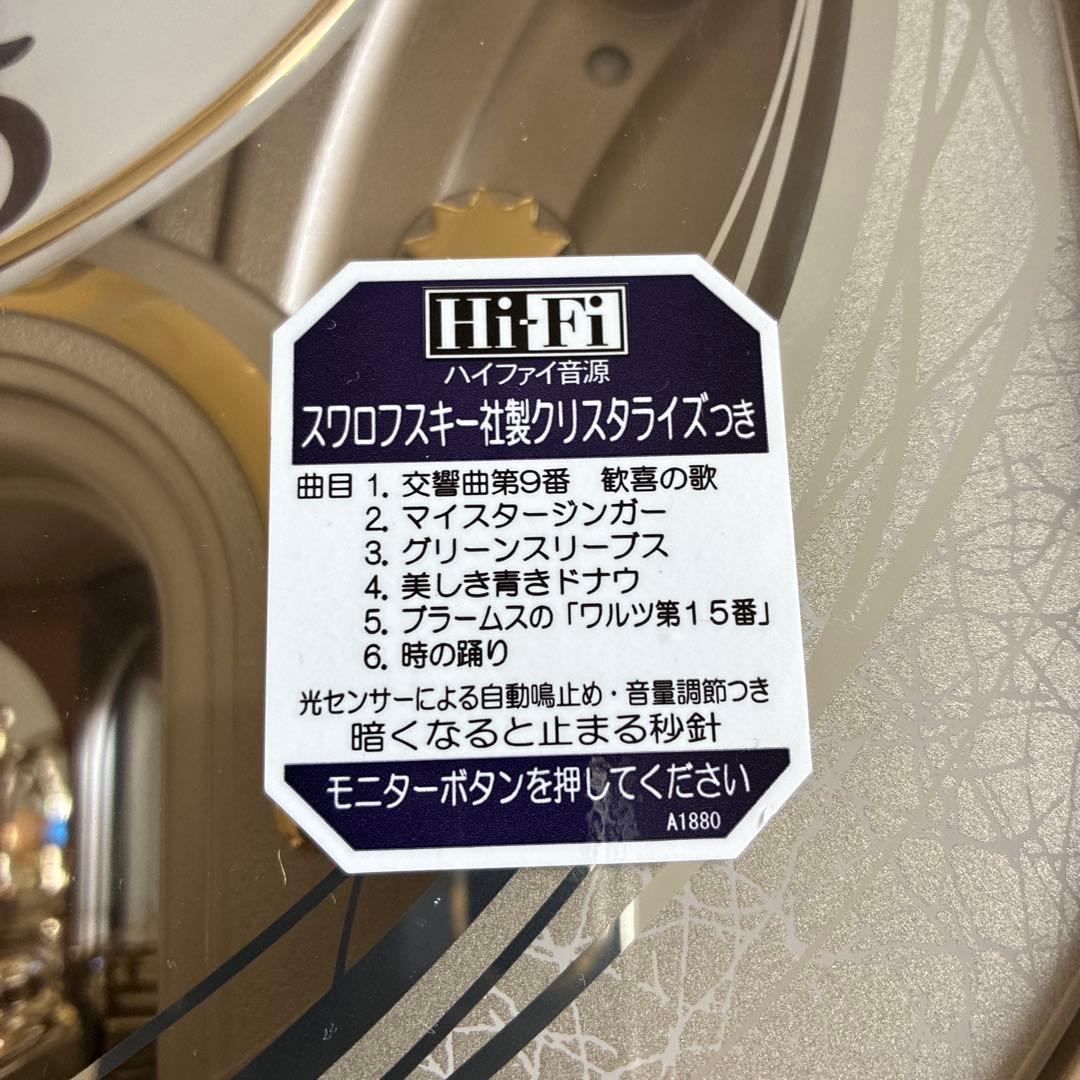 Hi-Fi
ハイファイ音源
スワロフスキー社製クリスタライズつき
曲目 1. 交響曲第9番　歓喜の歌
2. マイスタージンガー
3. グリーンスリーブス
4. 美しき青きドナウ
5. ブラームスの「ワルツ第15番」
6. 時の踊り
光センサーによる自動鳴止め・音量調節つき
暗くなると止まる秒針
モニターボタンを押してください
A1880